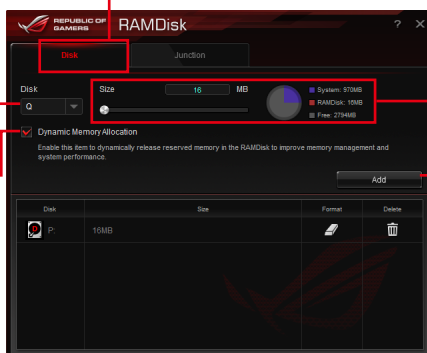 REPUBLIC OF
GAMERS
RAMDisk
? X
Disk
Junction
Disk
Size
16
MB
System: 970MB
RAMDisk: 16MB
Free: 2794MB
Q
Dynamic Memory Allocation
Enable this item to dynamically release reserved memory in the RAMDisk to improve memory management and
system performance.
Add
Disk
Size
Format
Delete
P:
16MB